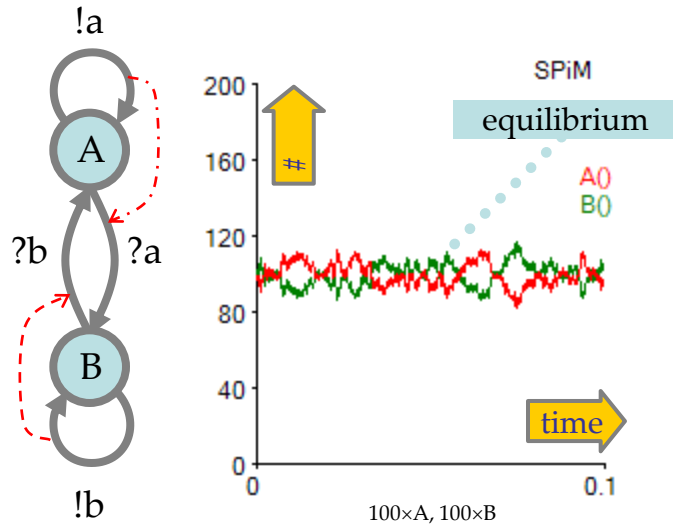 !a
A
?b
?a
B
!b
SPiM
200
equilibrium
#
160
A()
B()
120
80
40
time
0
0
0.1
100×A, 100×B